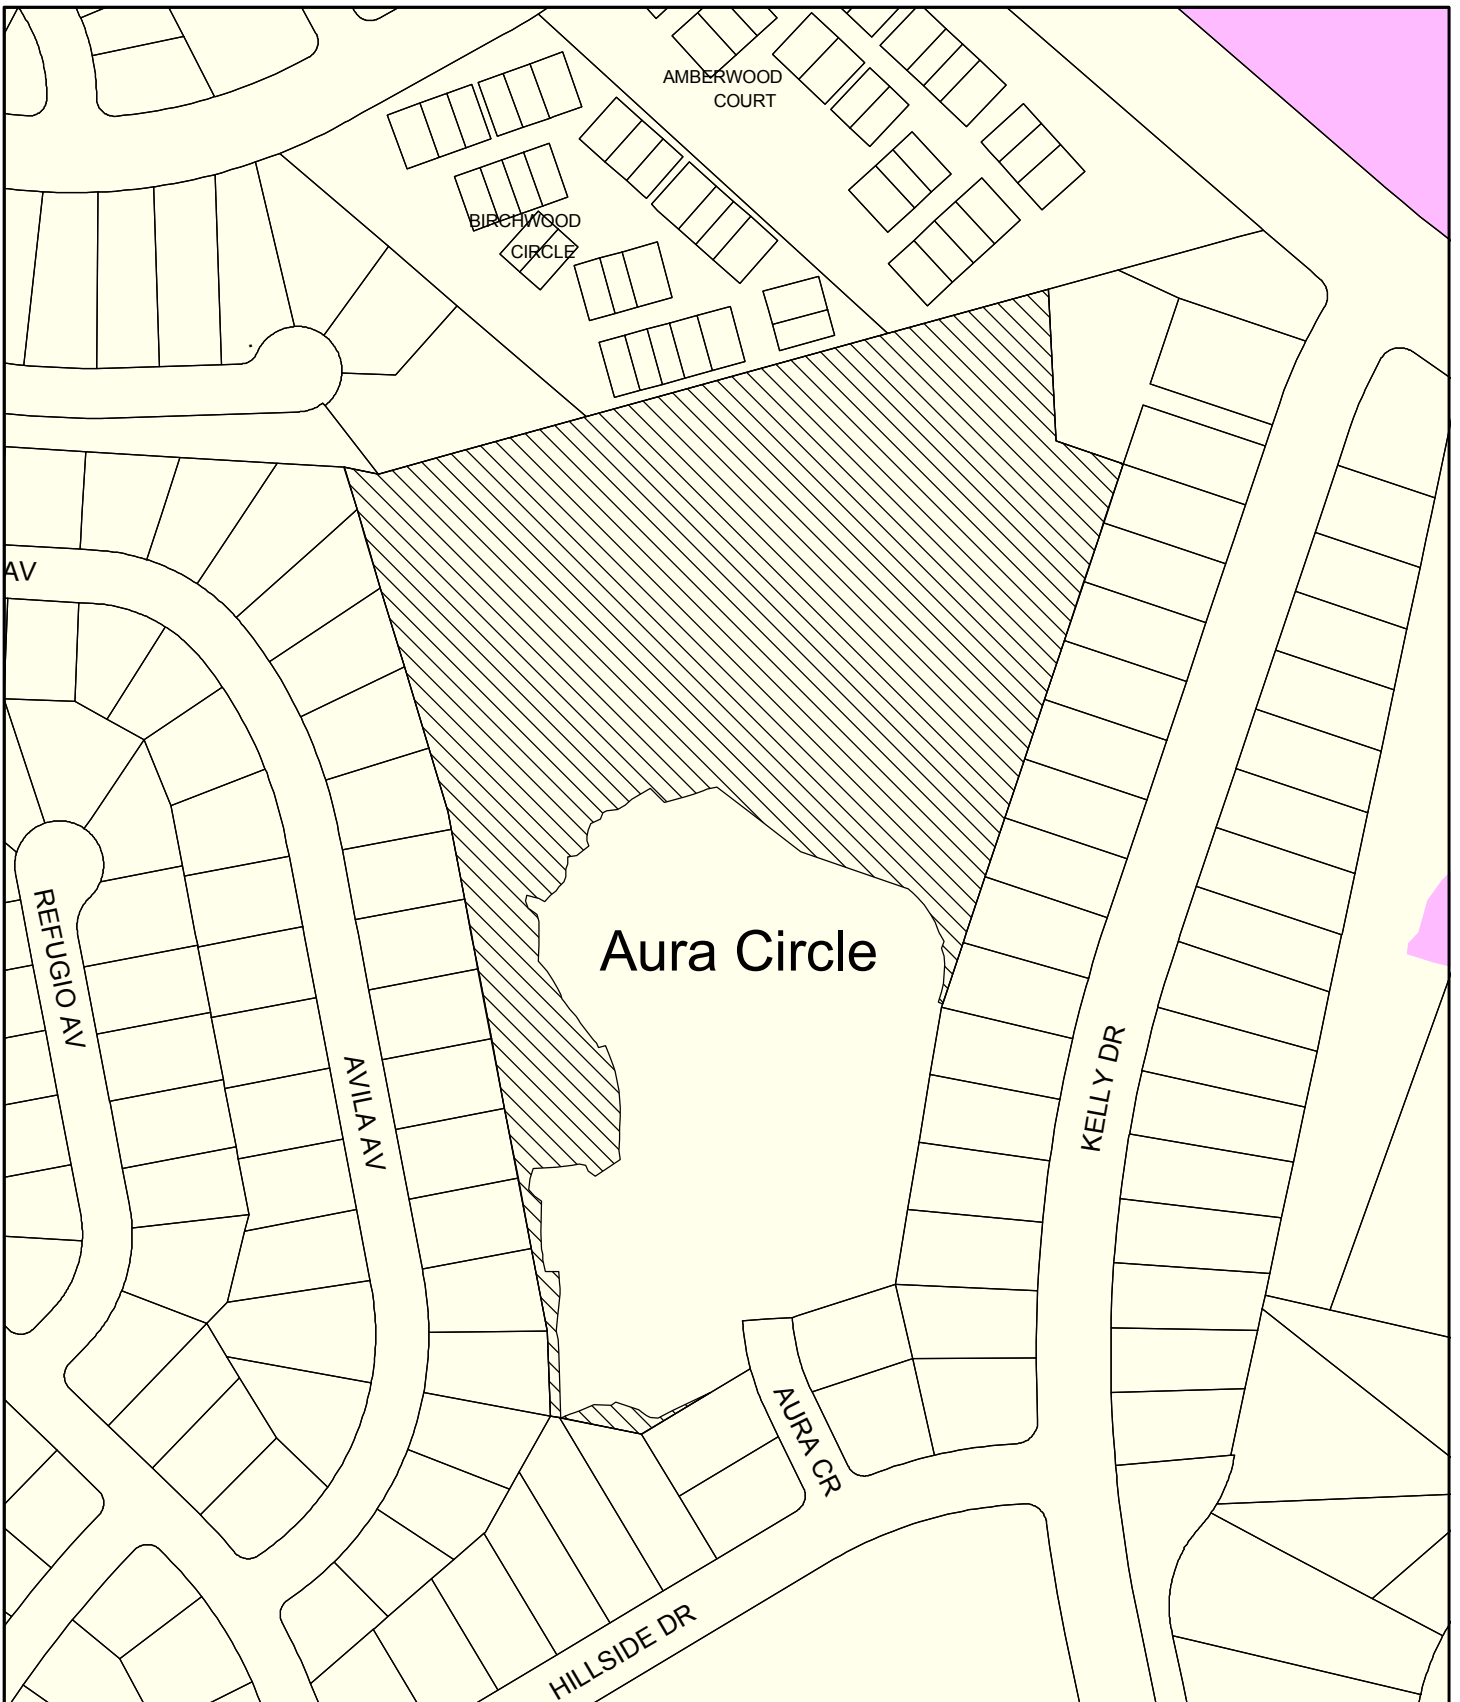 AMBERWOOD
COURT
BIRCHWOOD
CIRCLE
AV
REFUGIO AV
Aura Circle
AVILA AV
KELLY DR
AURA CR
HILLSIDE DR